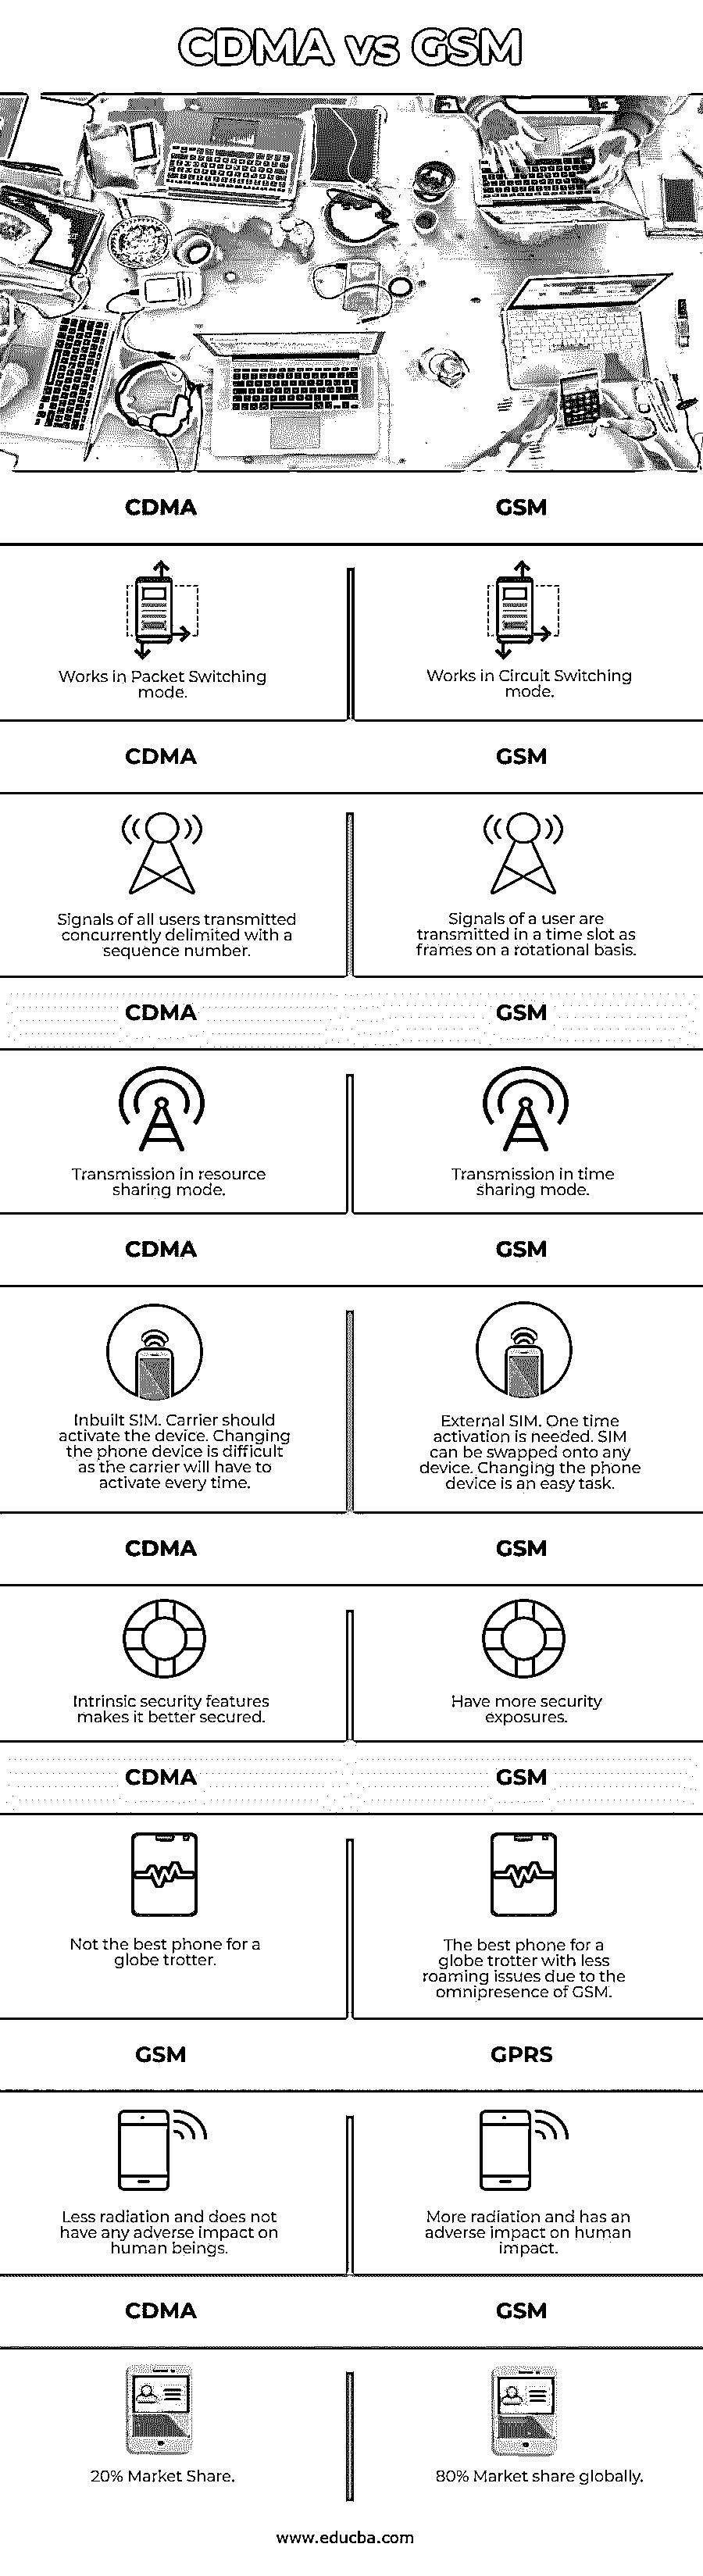 CDMA vs GSM
CDMA
GSM
Works in Packet Switching
mode.
Works in Circuit Switching
mode.
CDMA
GSM
Signals of all users transmitted
concurrently delimited with a
sequence number.
Signals of a user are
transmitted in a time slot as
frames on a rotational basis.
CDMA
GSM
Transmission in resource
sharing mode.
Transmission in time
sharing mode.
CDMA
GSM
Inbuilt SIM. Carrier should
activate the device. Changing
the phone device is difficult
as the carrier will have to
activate every time.
External SIM. One time
activation is needed. SIM
can be swapped onto any
device. Changing the phone
device is an easy task.
CDMA
GSM
Intrinsic security features
makes it better secured.
Have more security
exposures.
CDMA
GSM
Not the best phone for a
globe trotter.
The best phone for a
globe trotter with less
roaming issues due to the
omnipresence of GSM.
GSM
GPRS
Less radiation and does not
have any adverse impact on
human beings.
More radiation and has an
adverse impact on human
impact.
CDMA
GSM
20% Market Share.
80% Market share globally.
www.educba.com